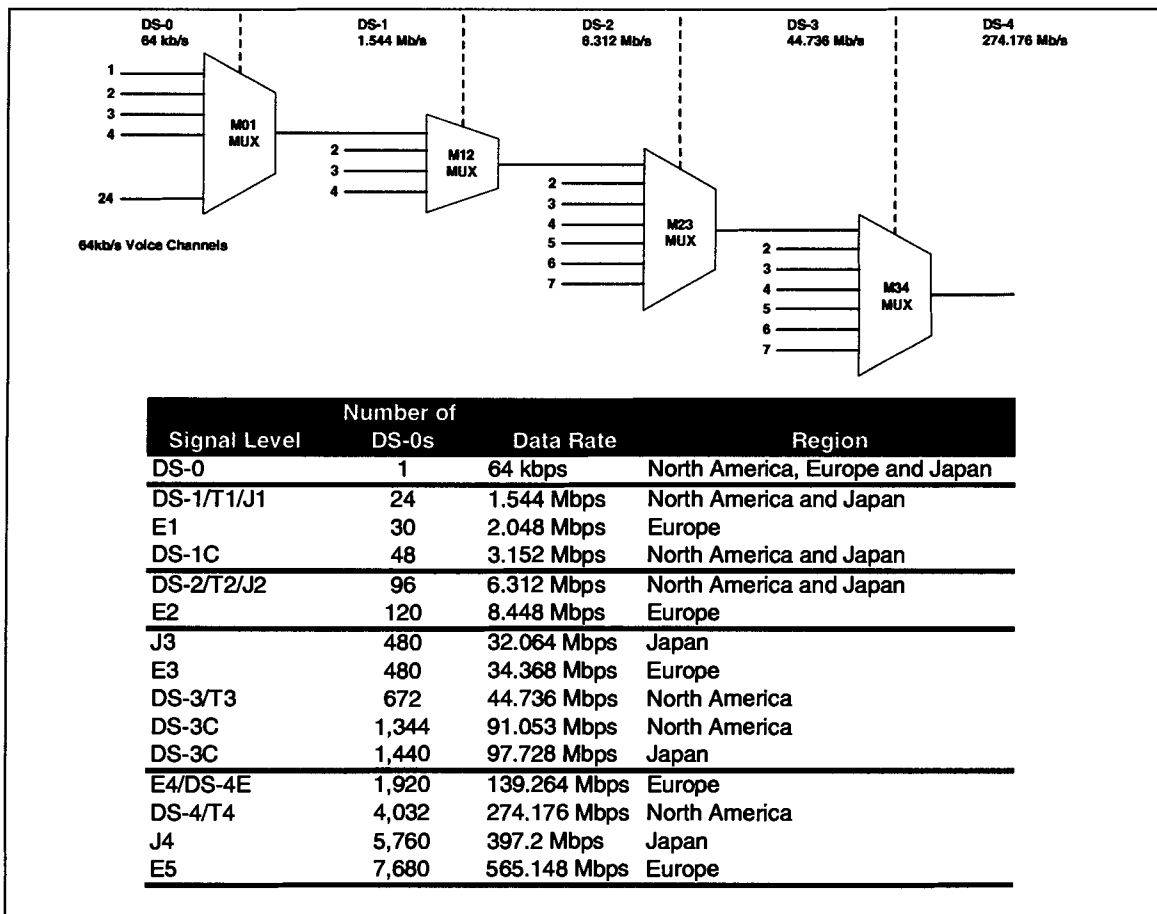 DS-0 DS-1 DS-2 DS-3 DS-4
64 kb/s 1.544 Mb/s 6.312 Mb/s 44.736 Mb/s 274.176 Mb/s
1
2
3
4
24
M01
MUX
64kb/s Voice Channels
2
3
4
M12
MUX
2
3
4
5
6
7
M23
MUX
2
3
4
5
6
7
M34
MUX
Number of
Signal Level DS-0s Data Rate Region
DS-0 1 64 kbps North America, Europe and Japan
DS-1/T1/J1 24 1.544 Mbps North America and Japan
E1 30 2.048 Mbps Europe
DS-1C 48 3.152 Mbps North America and Japan
DS-2/T2/J2 96 6.312 Mbps North America and Japan
E2 120 8.448 Mbps Europe
J3 480 32.064 Mbps Japan
E3 480 34.368 Mbps Europe
DS-3/T3 672 44.736 Mbps North America
DS-3C 1,344 91.053 Mbps North America
DS-3C 1,440 97.728 Mbps Japan
E4/DS-4E 1,920 139.264 Mbps Europe
DS-4/T4 4,032 274.176 Mbps North America
J4 5,760 397.2 Mbps Japan
E5 7,680 565.148 Mbps Europe